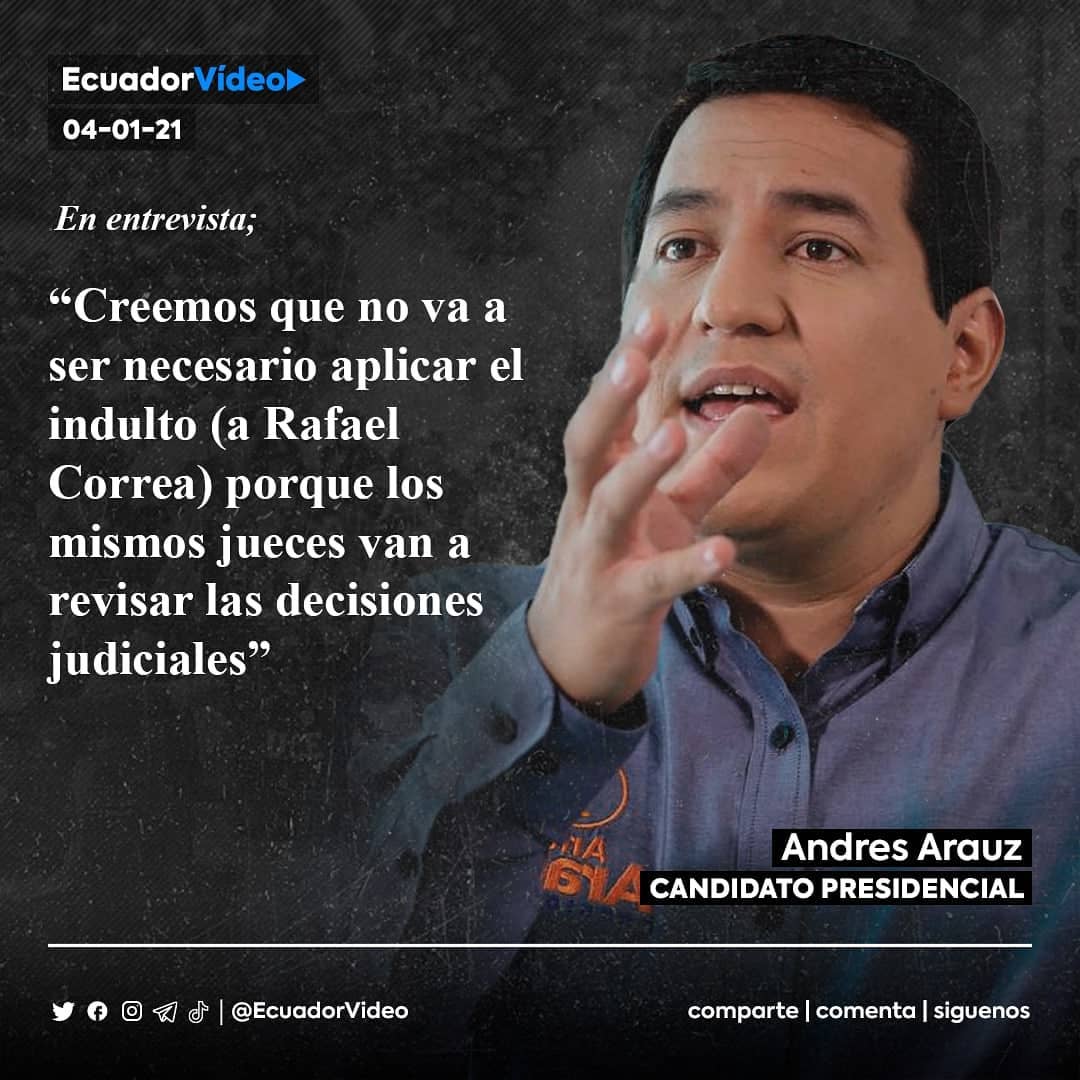 EcuadorVídeo
04-01-21
En entrevista;
“Creemos que no va a
ser necesario aplicar el
indulto (a Rafael
Correa) porque los
mismos jueces van a
revisar las decisiones
judiciales”
Andres Arauz
CANDIDATO PRESIDENCIAL
@EcuadorVideo
comparte | comenta | siguenos